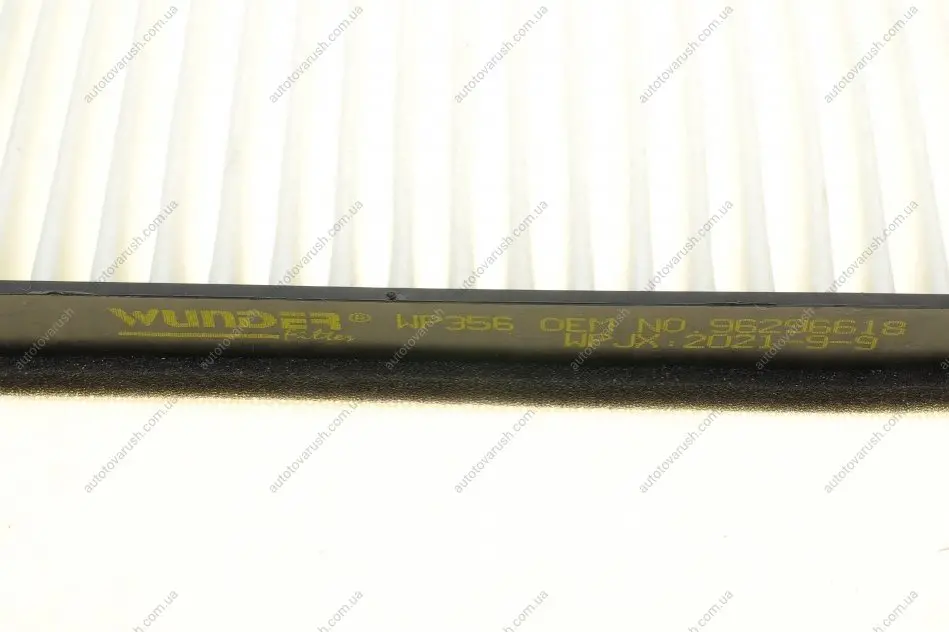 WUNDER® WP356 OEM NO.96296618
Filter WPJX:2021-9-9
autotovarush.com.ua